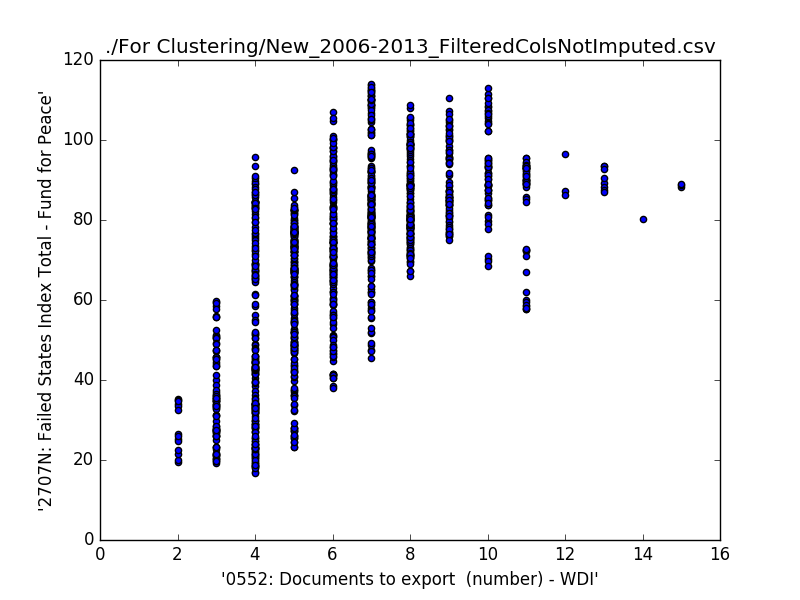 ./For Clustering/New_2006-2013_FilteredColsNotImputed.csv
120
100
80
60
40
20
0
'2707N: Failed States Index Total - Fund for Peace'
0 2 4 6 8 10 12 14 16
'0552: Documents to export  (number) - WDI'